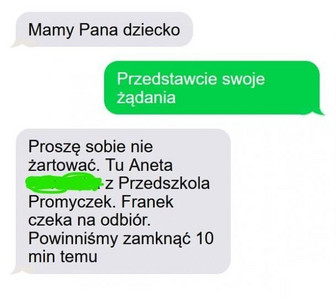 Mamy Pana dziecko
Przedstawcie swoje
żądania
Proszę sobie nie
żartować. Tu Aneta
z Przedszkola
Promyczek. Franek
czeka na odbiór.
Powinniśmy zamknąć 10
min temu